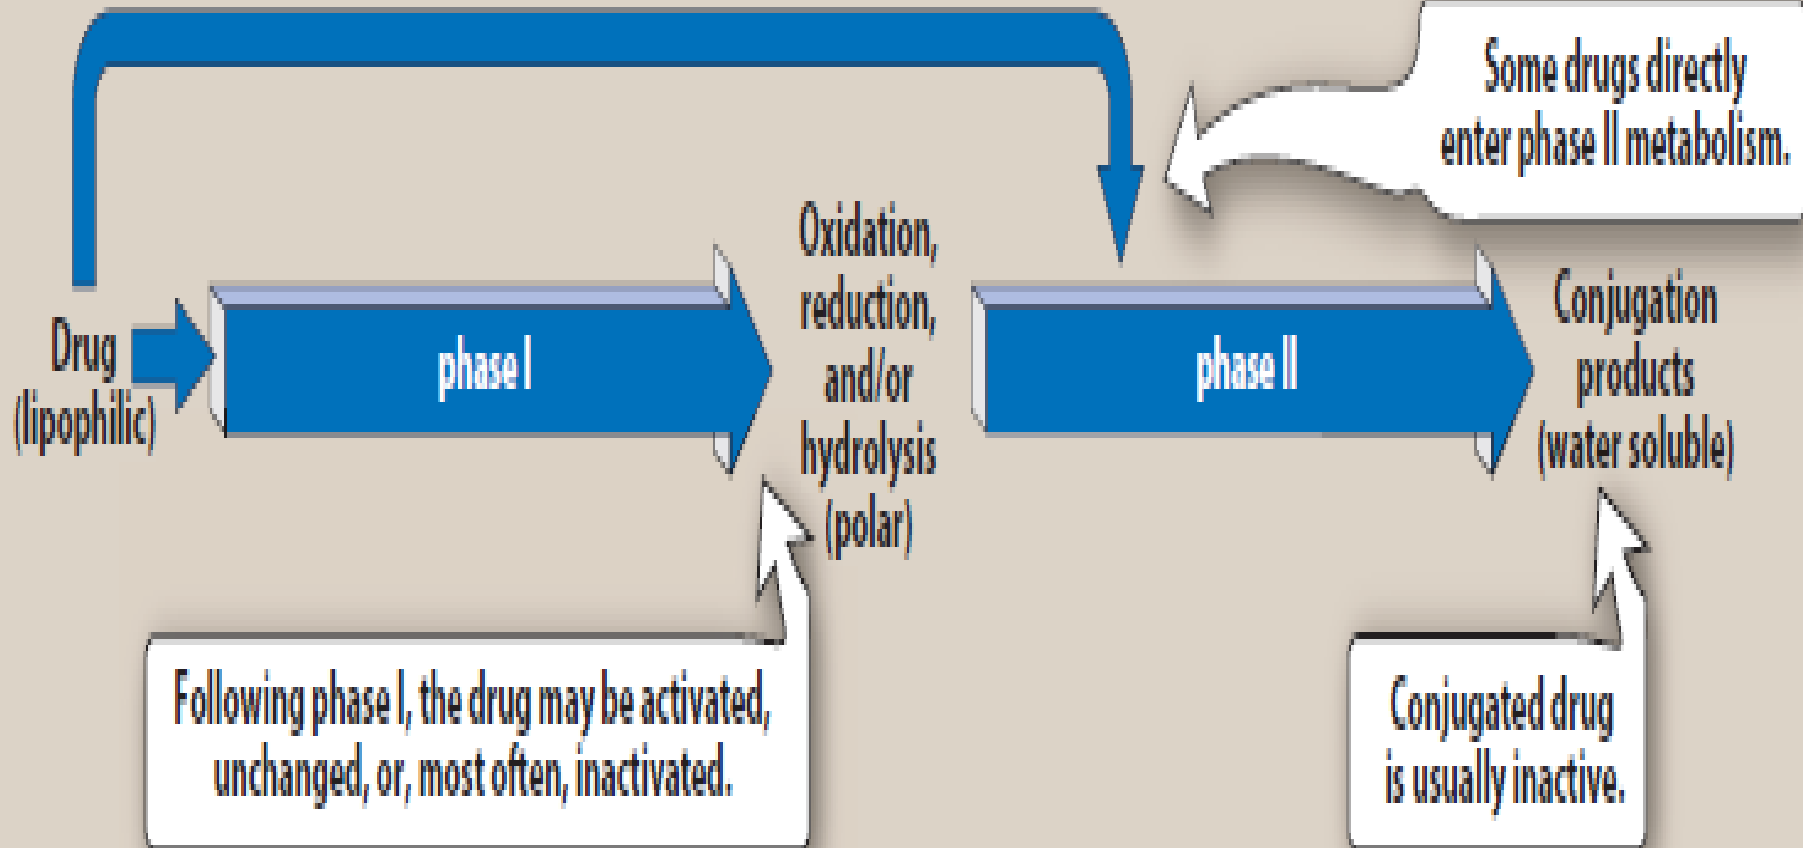 Some drugs directly
enter phase II metabolism.
Drug
(lipophilic)
phase I
Oxidation,
reduction,
and/or
hydrolysis
(polar)
phase II
Conjugation
products
(water soluble)
Following phase I, the drug may be activated,
unchanged, or, most often, inactivated.
Conjugated drug
is usually inactive.